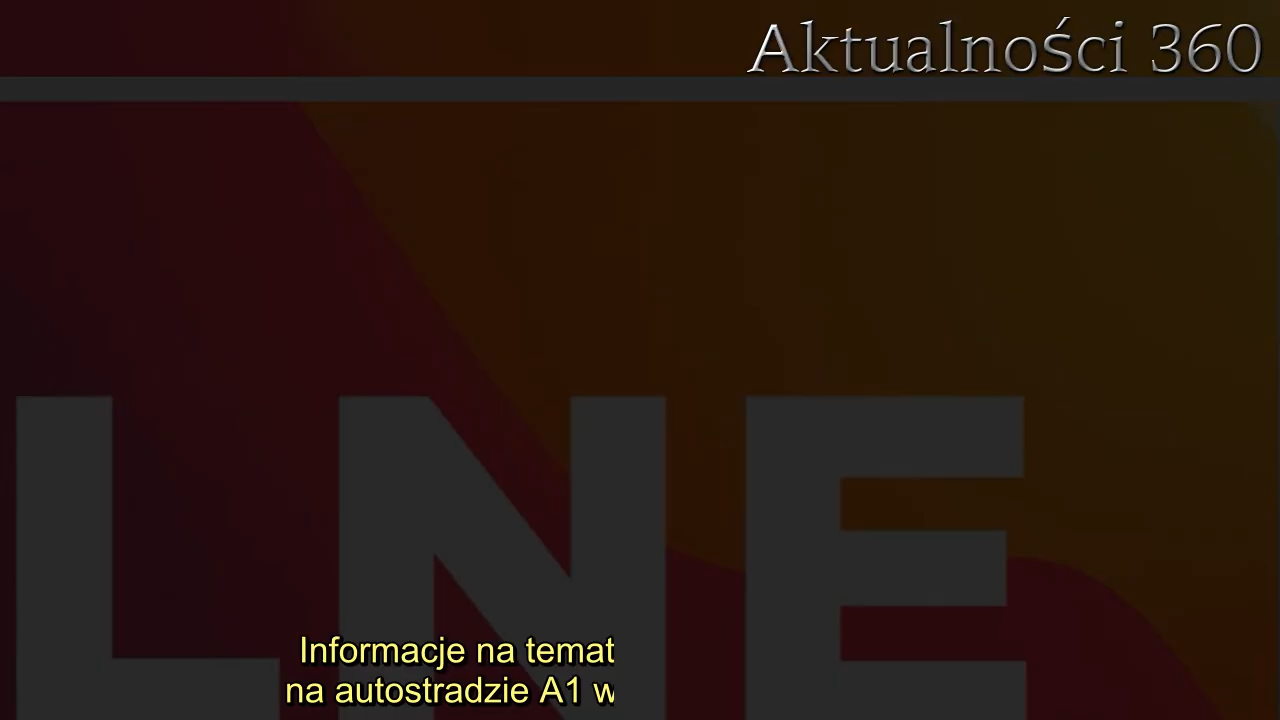 Aktualności 360
LNE
Informacje na temat
na autostradzie A1 w